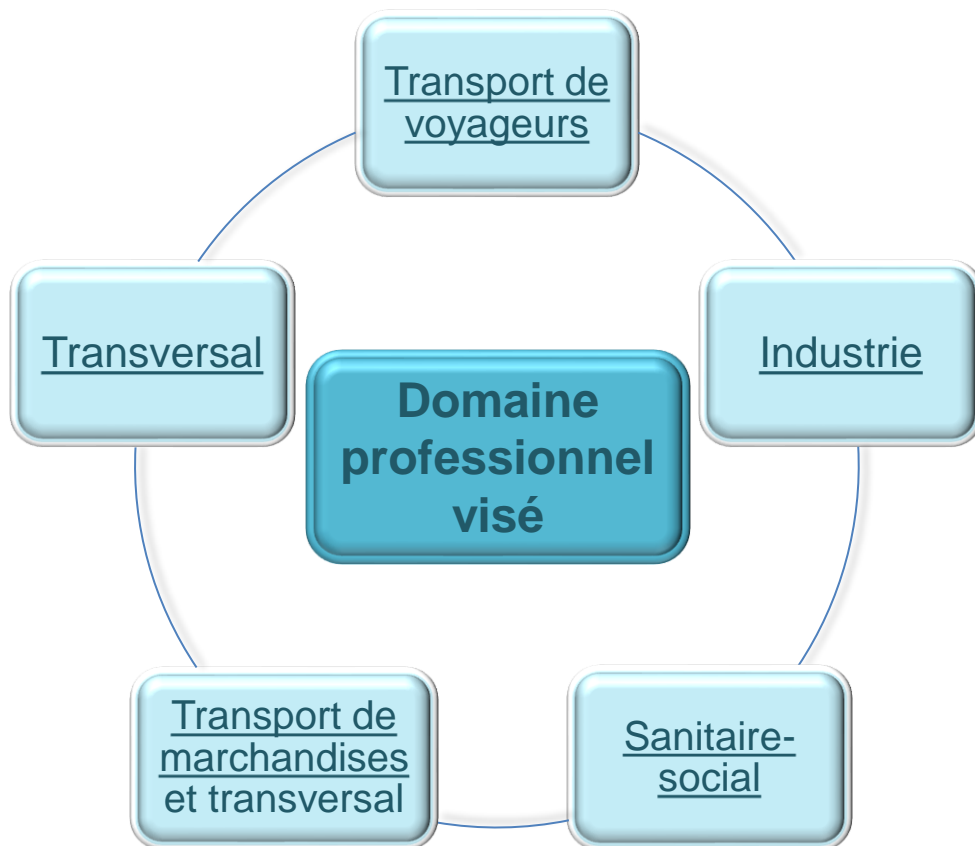 Transport de
voyageurs
Transversal
Industrie
Domaine
professionnel
visé
Transport de
marchandises
et transversal
Sanitaire-
social